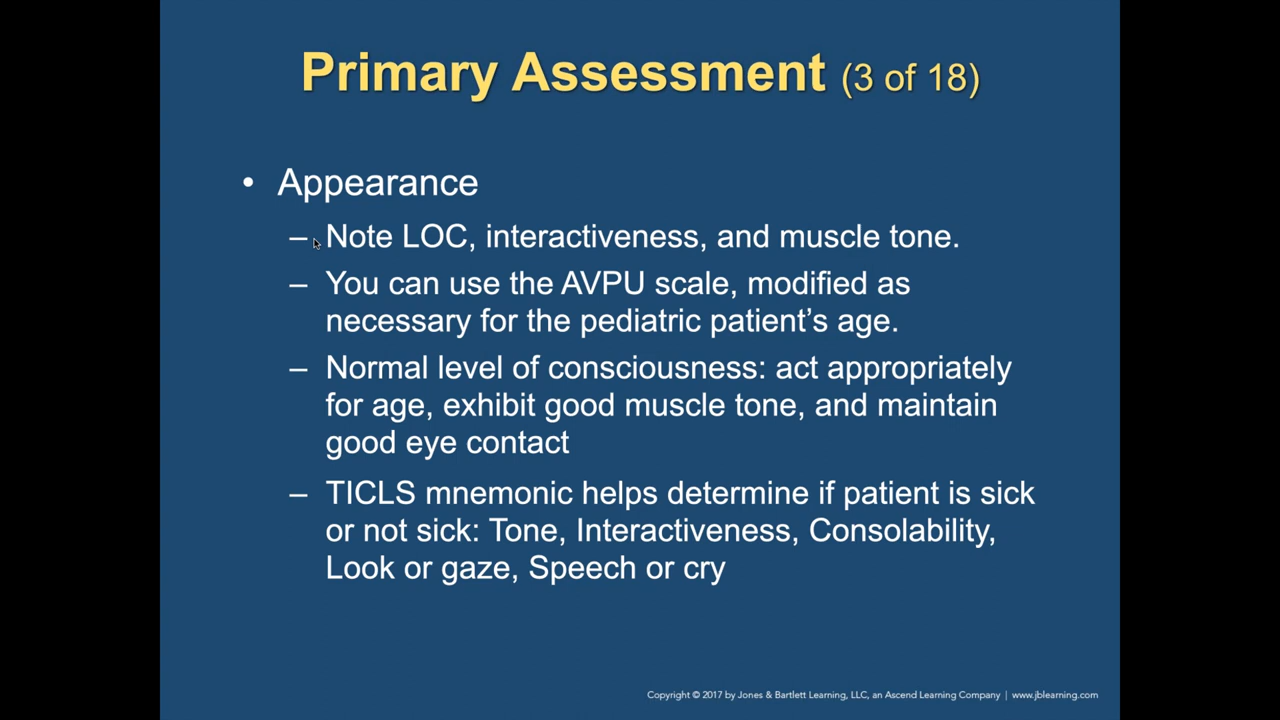 Primary Assessment (3 of 18)
• Appearance
– Note LOC, interactiveness, and muscle tone.
– You can use the AVPU scale, modified as
necessary for the pediatric patient’s age.
– Normal level of consciousness: act appropriately
for age, exhibit good muscle tone, and maintain
good eye contact
– TICLS mnemonic helps determine if patient is sick
or not sick: Tone, Interactiveness, Consolability,
Look or gaze, Speech or cry
Copyright © 2017 by Jones & Bartlett Learning, LLC, an Ascend Learning Company | www.jblearning.com